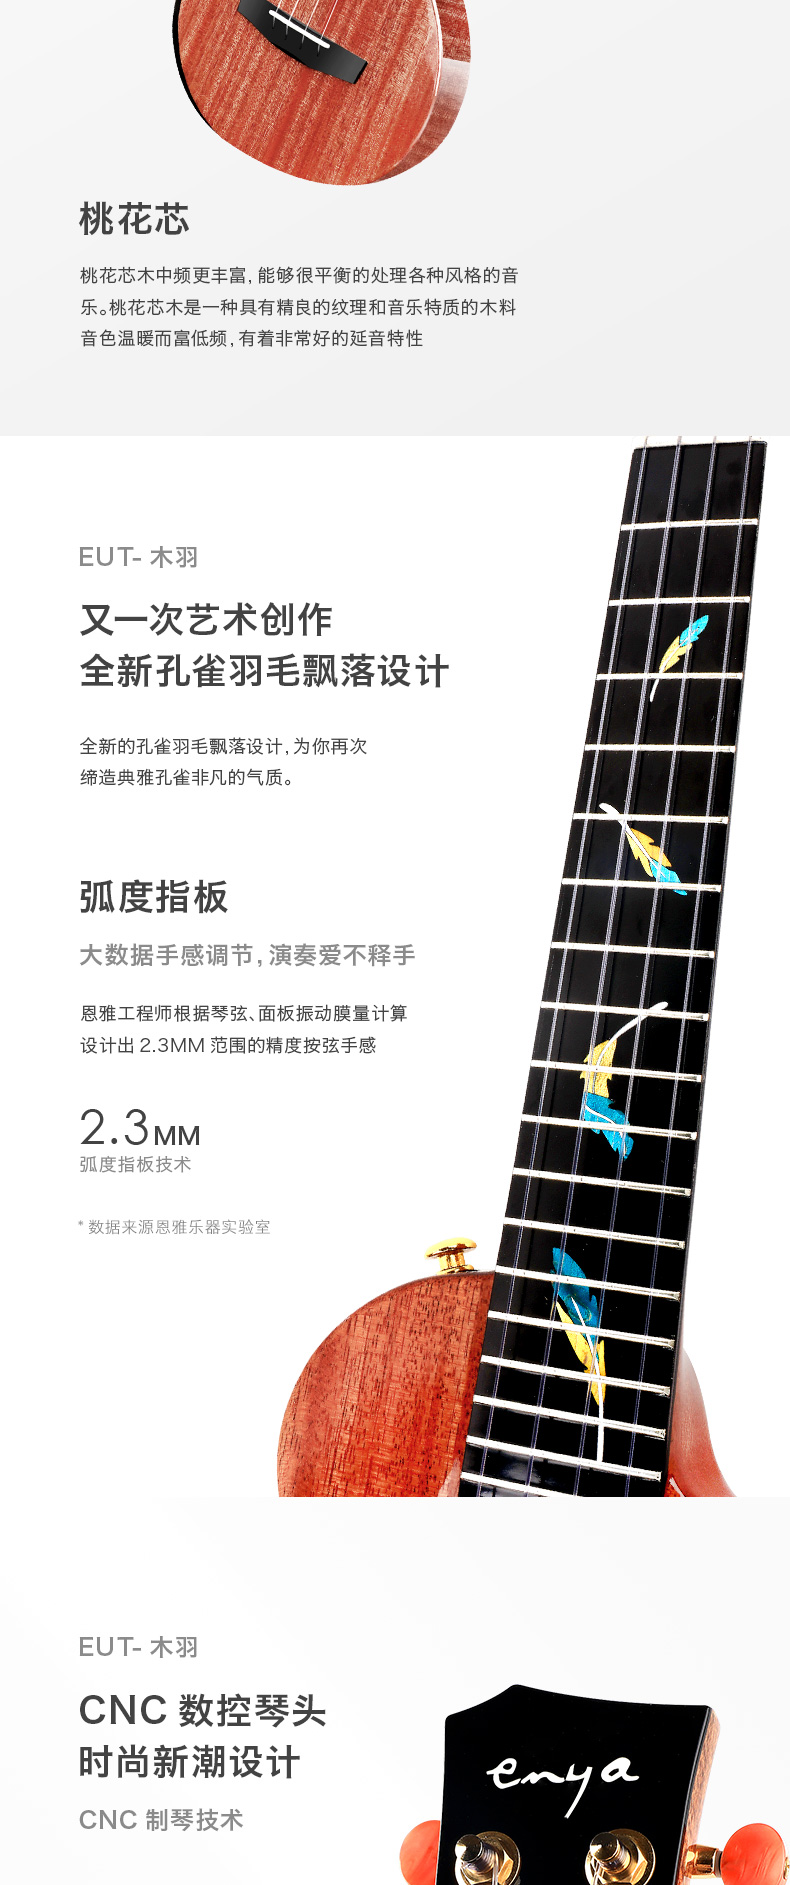 桃花芯
桃花芯木中频更丰富, 能够很平衡的处理各种风格的音
乐。桃花芯木是一种具有精良的纹理和音乐特质的木料
音色温暖而富低频, 有着非常好的延音特性
EUT- 木羽
又一次艺术创作
全新孔雀羽毛飘落设计
全新的孔雀羽毛飘落设计, 为你再次
缔造典雅孔雀非凡的气质。
弧度指板
大数据手感调节, 演奏爱不释手
恩雅工程师根据琴弦、面板振动膜量计算
设计出 2.3MM 范围的精度按弦手感
2.3MM
弧度指板技术
* 数据来源恩雅乐器实验室
EUT- 木羽
CNC 数控琴头
时尚新潮设计
CNC 制琴技术
enya